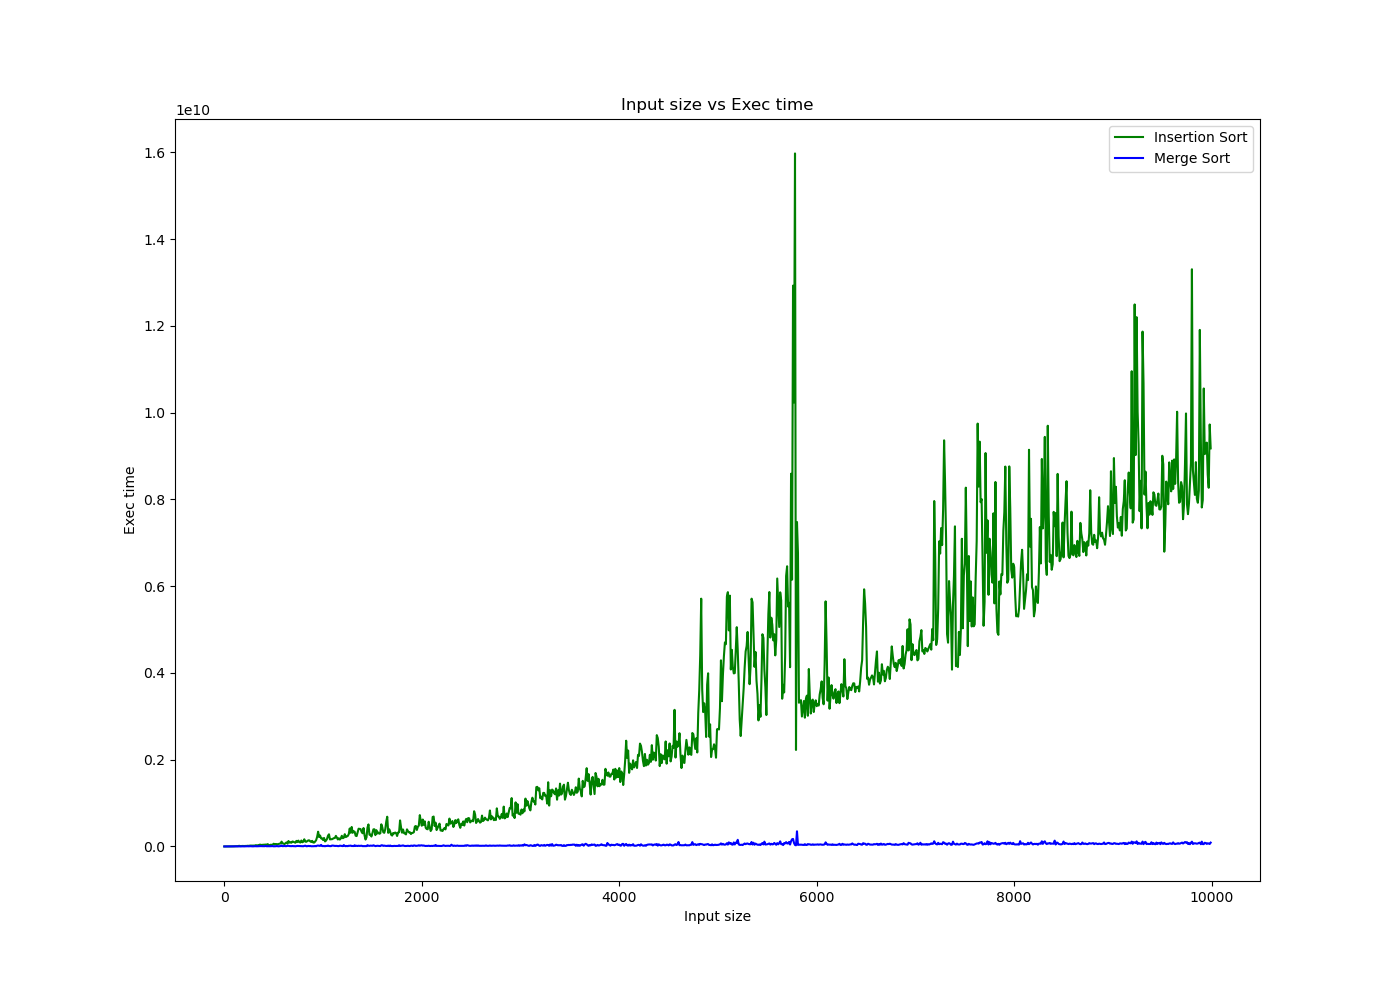 Input size vs Exec time
1e10
Insertion Sort
Merge Sort
1.6
1.4
1.2
1.0
0.8
0.6
0.4
0.2
0.0
Exec time
0 2000 4000 6000 8000 10000
Input size